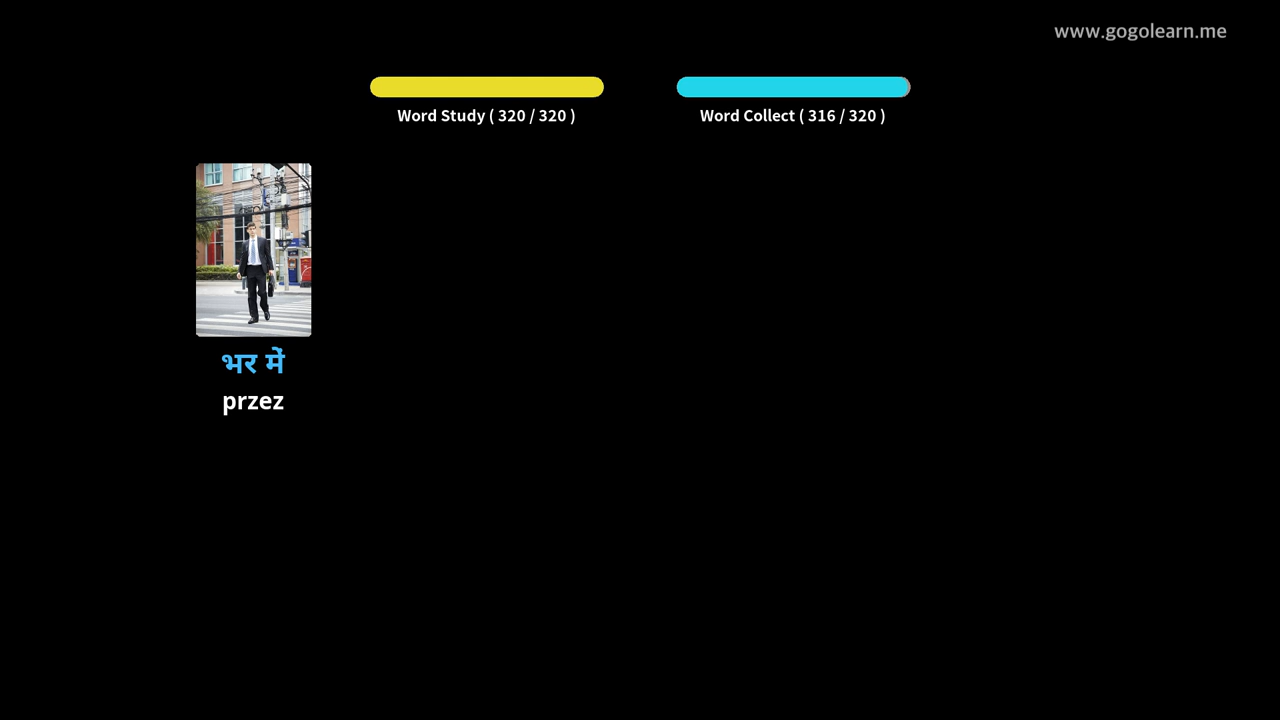 www.gogolearn.me
Word Study ( 320 / 320 )
Word Collect ( 316 / 320 )
भर में
przez